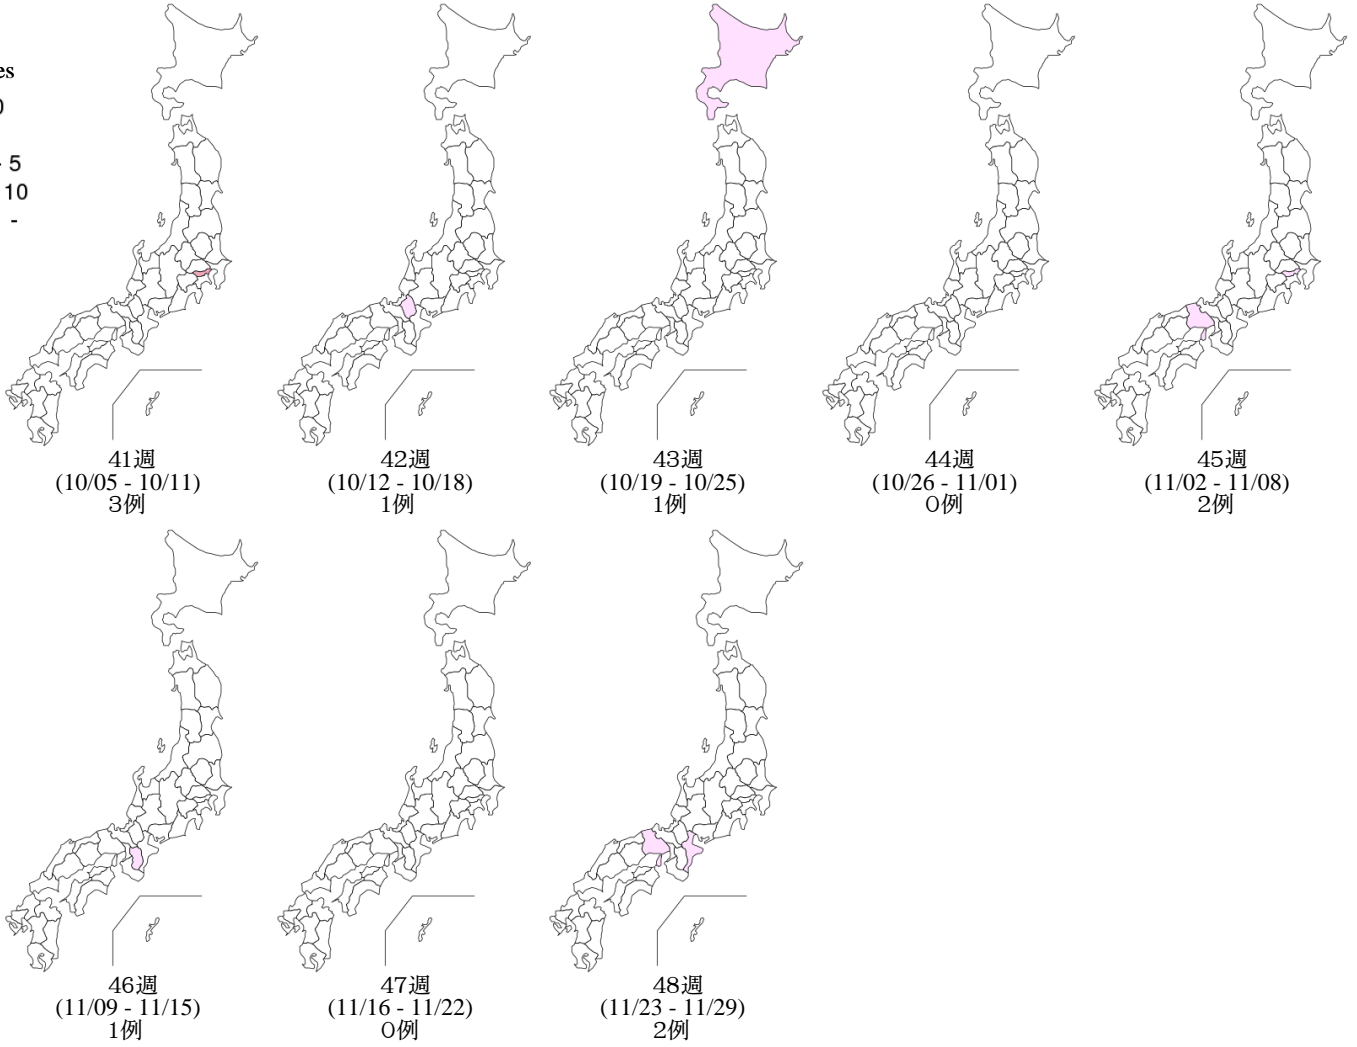 es
0
- 5
10
-
41週
(10/05 - 10/11)
3例
42週
(10/12 - 10/18)
1例
43週
(10/19 - 10/25)
1例
44週
(10/26 - 11/01)
0例
45週
(11/02 - 11/08)
2例
46週
(11/09 - 11/15)
1例
47週
(11/16 - 11/22)
0例
48週
(11/23 - 11/29)
2例